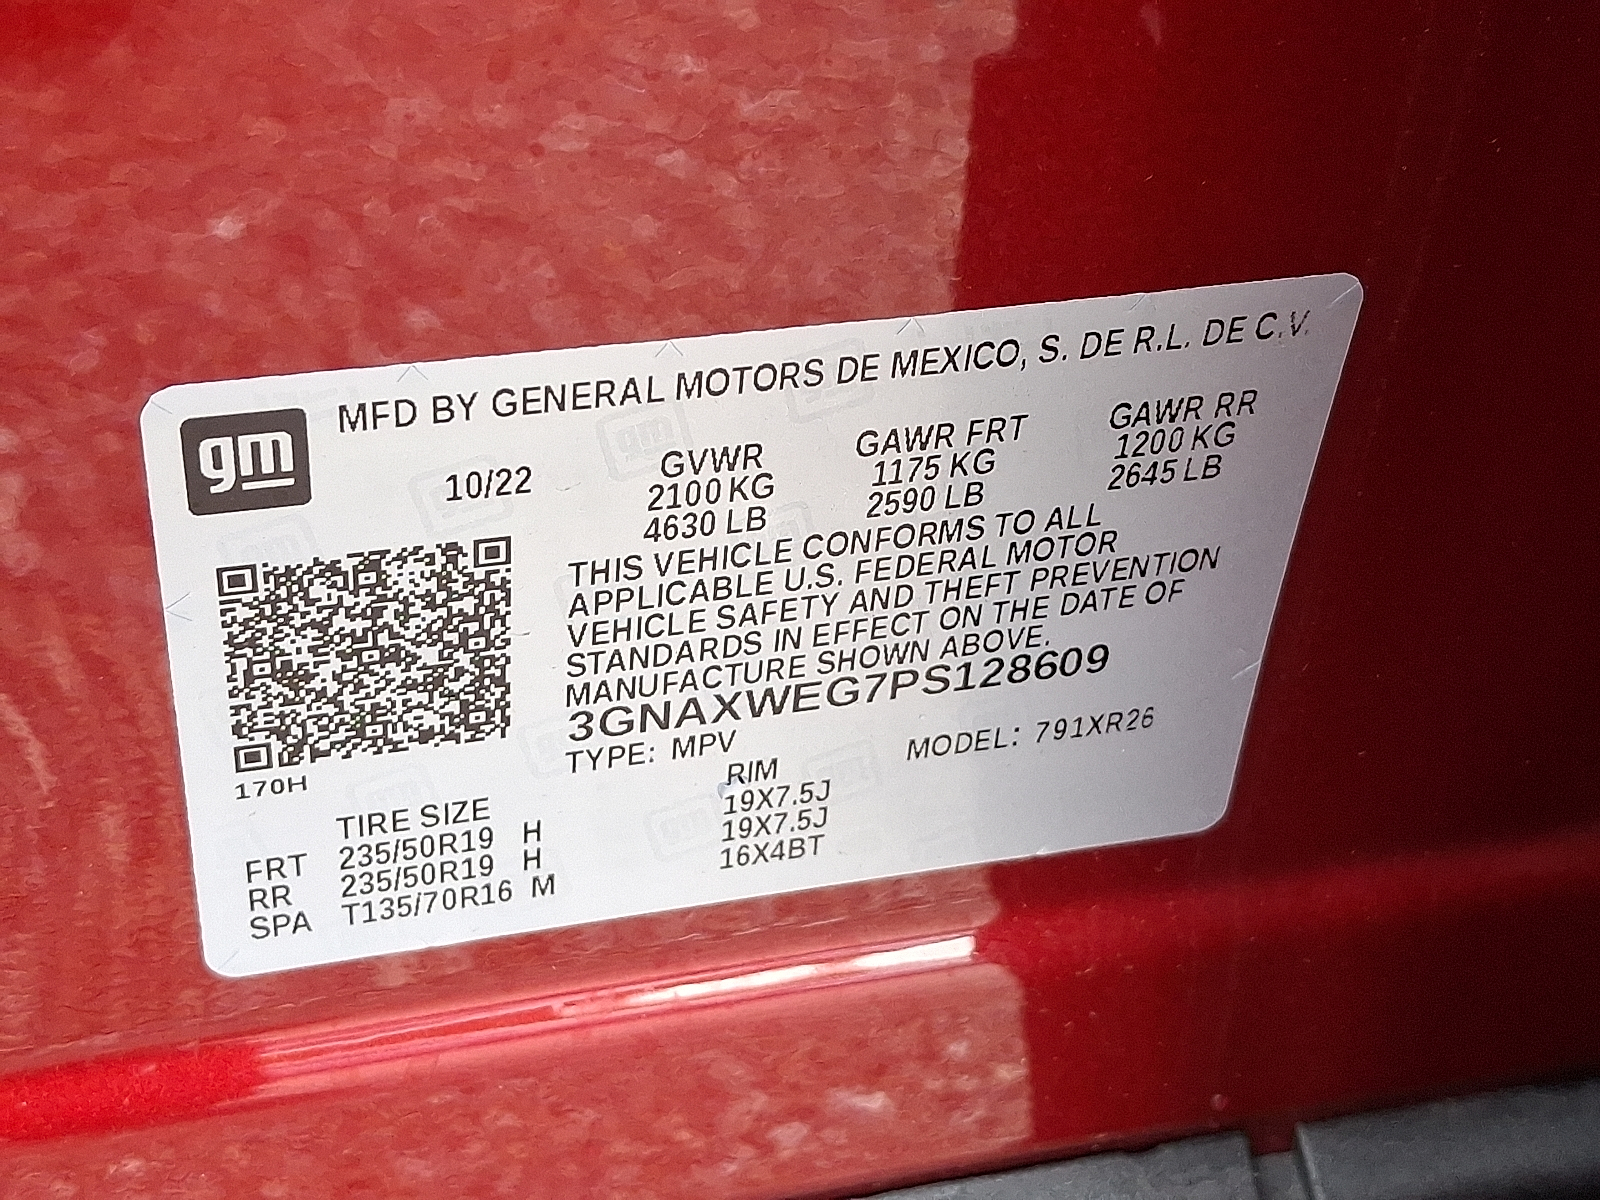 MFD BY GENERAL MOTORS DE MEXICO, S. DE R.L. DE C.V.
gm
10/22
GVWR GAWR FRT GAWR RR
2100 KG 1175 KG 1200 KG
4630 LB 2590 LB 2645 LB
THIS VEHICLE CONFORMS TO ALL
APPLICABLE U.S. FEDERAL MOTOR
VEHICLE SAFETY AND THEFT PREVENTION
STANDARDS IN EFFECT ON THE DATE OF
MANUFACTURE SHOWN ABOVE.
3GNAXWEG7PS128609
TYPE: MPV MODEL: 791XR26
170H
TIRE SIZE RIM
FRT 235/50R19 H 19X7.5J
RR 235/50R19 H 19X7.5J
SPA T135/70R16 M 16X4BT